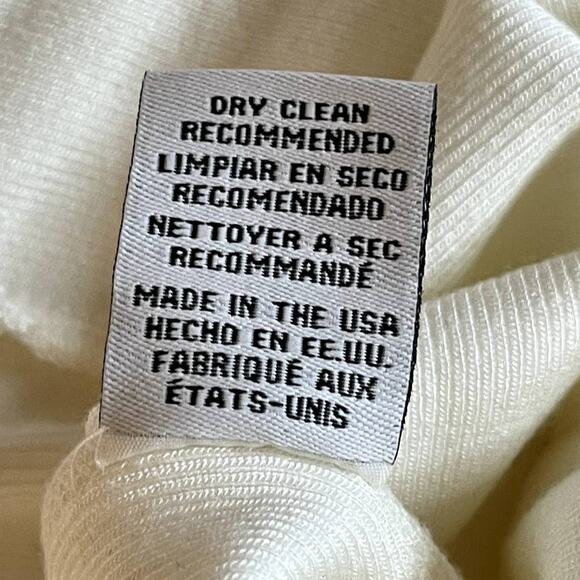 DRY CLEAN
RECOMMENDED
LIMPIAR EN SECO
RECOMENDADO
NETTOYER A SEC
RECOMMANDÉ
MADE IN THE USA
HECHO EN EE.UU.
FABRIQUÉ AUX
ÉTATS-UNIS